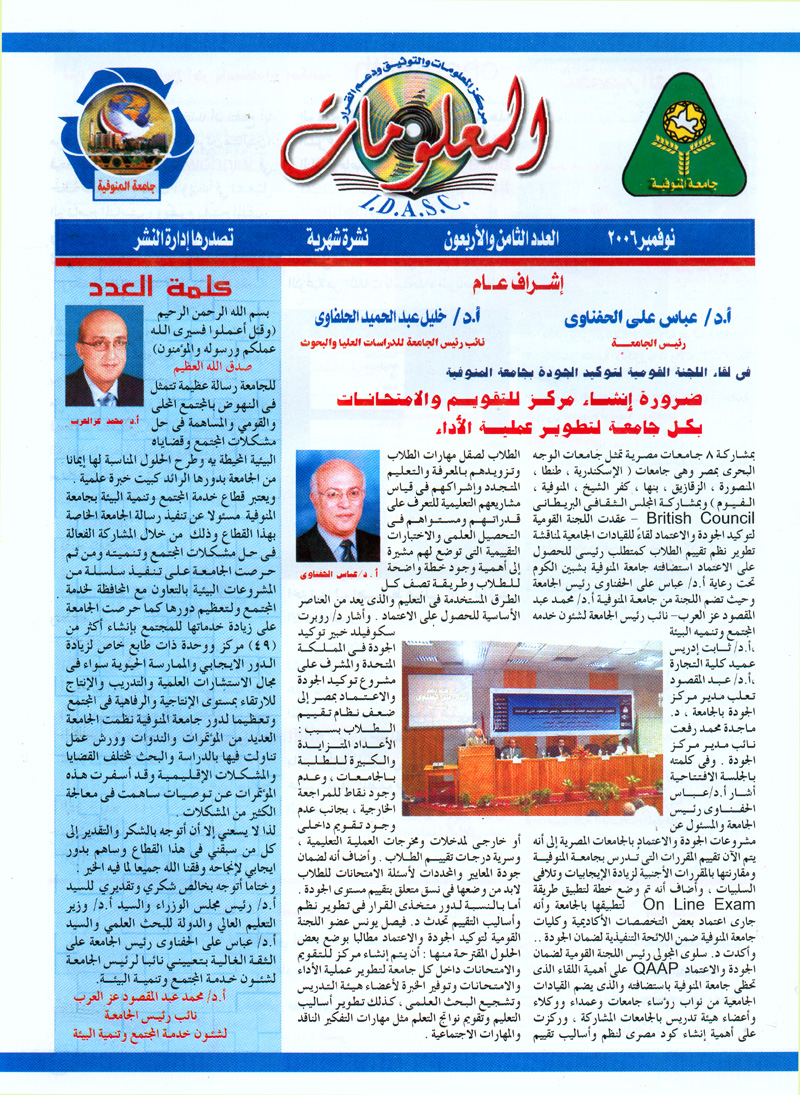 مركز المعلومات والتوثيق ودعم القرار
المعلومات
I.D.A.S.C.
جامعة المنوفية
جامعة المنوفية
نوفمبر ٢٠٠٦
العدد الثامن والأربعون
نشرة شهرية
تصدرها إدارة النشر
إشراف عام
أ.د/ عباس على الحفناوى
رئيس الجامعة
أ.د/ خليل عبد الحميد الحلفاوى
نائب رئيس الجامعة للدراسات العليا والبحوث
فى لقاء اللجنة القومية لتوكيد الجودة بجامعة المنوفية
ضرورة إنشاء مركز للتقويم والامتحانات
بكل جامعة لتطوير عملية الأداء
بمشاركة ٨ جامعات مصرية تمثل جامعات الوجه
البحرى بمصر وهى جامعات ( الإسكندرية ، طنطا ،
المنصورة ، الزقازيق ، بنها ، كفر الشيخ ، المنوفية ،
الفيوم ) وبمشاركة المجلس الثقافى البريطانى
British Council – عقدت اللجنة القومية
لتوكيد الجودة والاعتماد لقاءً للقيادات الجامعية لمناقشة
تطوير نظم تقييم الطلاب كمتطلب رئيسى للحصول
على الاعتماد استضافته جامعة المنوفية بشبين الكوم
تحت رعاية أ.د/ عباس على الحفناوى رئيس الجامعة
وحيث تضم اللجنة من جامعة المنوفية أ.د/ محمد عبد
المقصود عز العرب– نائب رئيس الجامعة لشئون خدمه
المجتمع وتنميه البيئة
،أ.د/ ثابت إدريس
عميد كلية التجارة
،أ.د/ عبد المقصود
تعلب مدير مركز
الجودة بالجامعة ، د.
ماجدة محمد رفعت
نائب مدير مركز
الجودة . وفى كلمته
بالجلسة الافتتاحية
أشار أ.د/عباس
الحفناوى رئيس
الجامعة والمسئول عن
مشروعات الجودة والاعتماد بالجامعات المصرية إلى أنه
يتم الآن تقييم المقررات التى تدرس بجامعة المنوفية
ومقارنتها بالمقررات الأجنبية لزيادة الإيجابيات وتلافى
السلبيات ، وأضاف أنه تم وضع خطة لتطبيق طريقة
On Line Exam لتطبيقها بالجامعة وأنه
جارى اعتماد بعض التخصصات الأكاديمية وكليات
جامعة المنوفية ضمن اللائحة التنفيذية لضمان الجودة ..
وأكدت د. سلوى المجولى رئيس اللجنة القومية لضمان
الجودة والاعتماد QAAP على أهمية اللقاء الذى
تحظى جامعة المنوفية باستضافته والذى يضم القيادات
الجامعية من نواب رؤساء جامعات وعمداء ووكلاء
وأعضاء هيئة تدريس بالجامعات المشاركة ، وركزت
على أهمية إنشاء كود مصرى لنظم وأساليب تقييم
الطلاب لصقل مهارات الطلاب
وتزويدهم بالمعرفة والتعليم
المتجدد وإشراكهم فى قياس
مشاريعهم التعليمية للتعرف على
قدراتهم ومستواهم فى
التحصيل العلمى والاختبارات
التقييمية التى توضع لهم مشيرة
إلى أهمية وجود خطة واضحة
للطلاب وطريقة تصف كل
الطرق المستخدمة فى التعليم والذى يعد من العناصر
الأساسية للحصول على الاعتماد . وأشار د/ روبرت
سكوفيلد خبير توكيد
الجودة فى المملكة
المتحدة والمشرف على
مشروع توكيد الجودة
والاعتماد بمصر إلى
ضعف نظام تقييم
الطلاب بسبب :
الأعداد المتزايدة
والكبيرة للطلبة
بالجامعات ، وعدم
وجود نقاط للمراجعة
الخارجية ، بجانب عدم
وجود تقويم داخلى
أو خارجى لمدخلات ومخرجات العملية التعليمية ،
وسرية درجات تقييم الطلاب . وأضاف أنه لضمان
جودة المعايير والمحددات لأسئلة الامتحانات للطلاب
لابد من وضعها فى نسق متعلق بتقييم مستوى الجودة .
أما بالنسبة لدور متخذى القرار فى تطوير نظم
وأساليب التقييم تحدث د. فيصل يونس عضو اللجنة
القومية لتوكيد الجودة والاعتماد مطالبا بوضع بعض
الحلول المقترحة منها : أن يتم إنشاء مركز للتقويم
والامتحانات داخل كل جامعة لتطوير عملية الأداء
والامتحانات وتوفير الخبرة لأعضاء هيئة التدريس
وتشجيع البحث العلمى ، كذلك تطوير أساليب
التعليم وتقويم نواتج التعلم مثل مهارات التفكير الناقد
والمهارات الاجتماعية .
أ . د/عباس الحفناوى
كلمة العدد
بسم الله الرحمن الرحيم
(وقل أعملوا فسيرى الله
عملكم ورسوله والمؤمنون)
صدق الله العظيم
أ.د/ محمد عز العرب
للجامعة رسالة عظيمة تتمثل
فى النهوض بالمجتمع المحلى
والقومى والمساهمة فى حل
مشكلات المجتمع وقضاياه
البيئية المحيطة به وطرح الحلول المناسبة لها إيمانا
من الجامعة بدورها الرائد كبيت خبرة علمية .
ويعتبر قطاع خدمة المجتمع وتنمية البيئة بجامعة
المنوفية مسئولا عن تنفيذ رسالة الجامعة الخاصة
بهذا القطاع وذلك من خلال المشاركة الفعالة
فى حل مشكلات المجتمع وتنميته ومن ثم
حرصت الجامعة على تنفيذ سلسلة من
المشروعات البيئية بالتعاون مع المحافظة لخدمة
المجتمع ولتعظيم دورها كما حرصت الجامعة
على زيادة خدماتها للمجتمع بإنشاء أكثر من
(٤٩) مركز ووحدة ذات طابع خاص لزيادة
الدور الايجابى والممارسة الحيوية سواء فى
مجال الاستشارات العلمية والتدريب والإنتاج
للارتقاء بمستوى الإنتاجية والرفاهية فى المجتمع
وتعظيما لدور جامعة المنوفية نظمت الجامعة
العديد من المؤتمرات والندوات وورش عمل
تناولت فيها بالدراسة والبحث لمختلف القضايا
والمشكلات الإقليمية وقد أسفرت هذه
المؤتمرات عن توصيات ساهمت فى معالجة
الكثير من المشكلات .
لذا لا يسعني إلا أن أتوجه بالشكر والتقدير إلى
كل من سبقني فى هذا القطاع وساهم بدور
ايجابي لإنجاحه وفقنا الله جميعا لما فيه الخير :
وختاما أتوجه بخالص شكري وتقديري للسيد
أ.د/ رئيس مجلس الوزراء والسيد أ.د/ وزير
التعليم العالي والدولة للبحث العلمي والسيد
أ.د/ عباس على الحفناوى رئيس الجامعة على
الثقة الغالية بتعييني نائبا لرئيس الجامعة
لشئون خدمة المجتمع وتنمية البيئة.
أ.د/ محمد عبد المقصود عز العرب
نائب رئيس الجامعة
لشئون خدمة المجتمع وتنمية البيئة